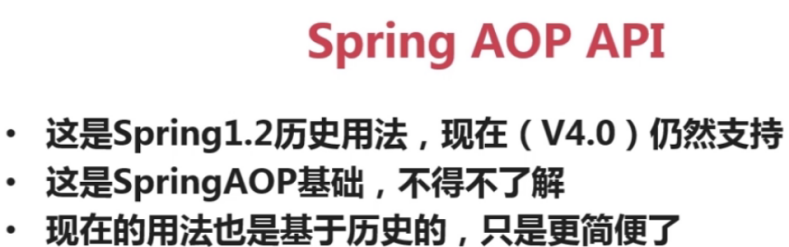 Spring AOP API
• 这是Spring1.2历史用法，现在（V4.0）仍然支持
• 这是SpringAOP基础，不得不了解
• 现在的用法也是基于历史的，只是更简便了